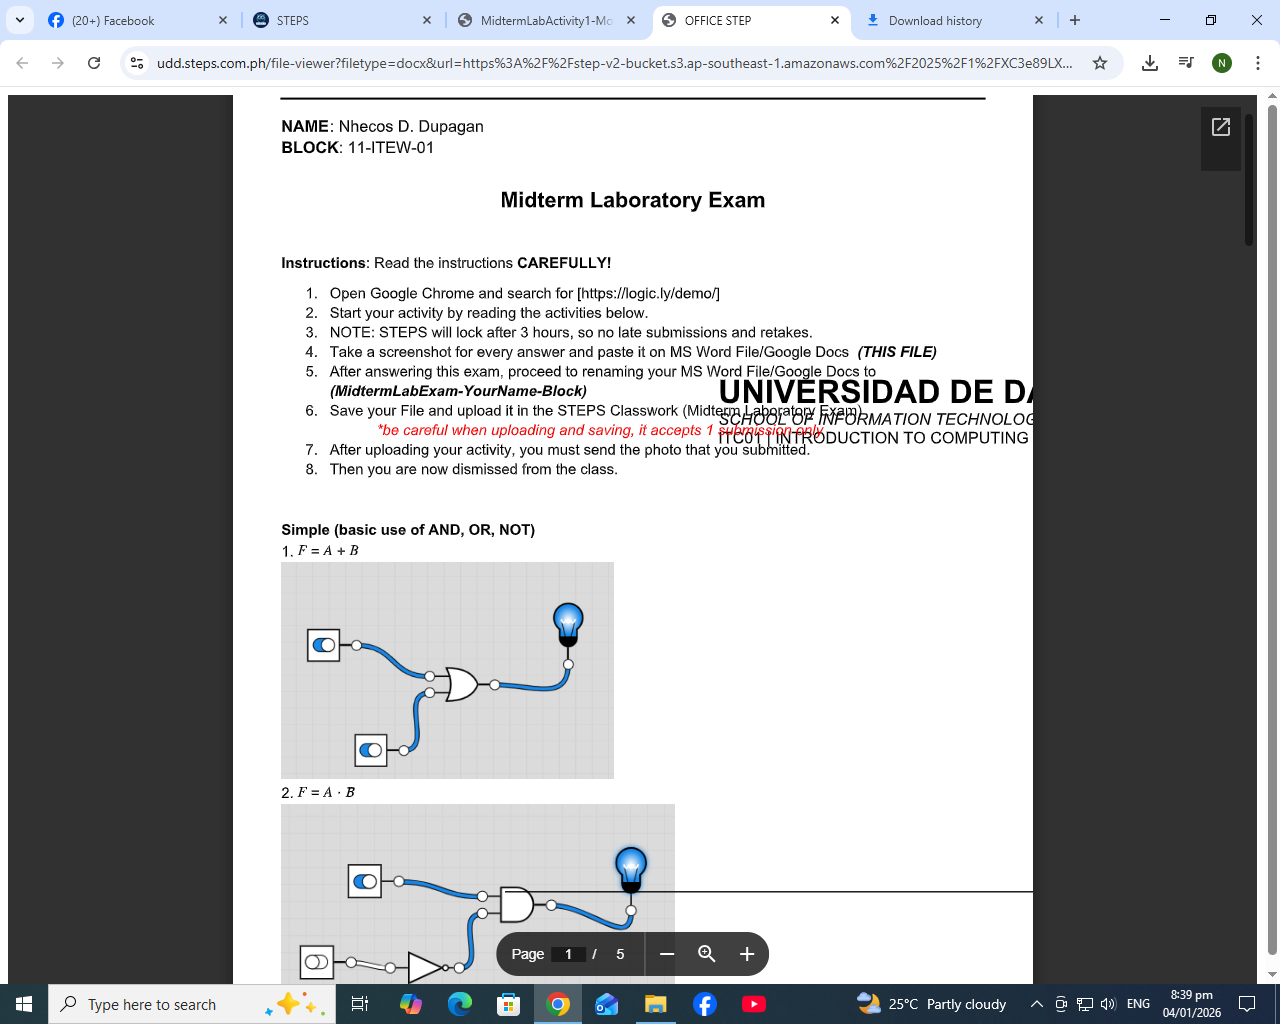 (20+) Facebook
STEPS
MidtermLabActivity1-Mo
OFFICE STEP
Download history
udd.steps.com.ph/file-viewer?filetype=docx&url=https%3A%2F%2Fstep-v2-bucket.s3.ap-southeast-1.amazonaws.com%2F2025%2F1%2FXC3e89LX...
N
NAME: Nhecos D. Dupagan
BLOCK: 11-ITEW-01
Midterm Laboratory Exam
Instructions: Read the instructions CAREFULLY!
1. Open Google Chrome and search for [https://logic.ly/demo/]
2. Start your activity by reading the activities below.
3. NOTE: STEPS will lock after 3 hours, so no late submissions and retakes.
4. Take a screenshot for every answer and paste it on MS Word File/Google Docs (THIS FILE)
5. After answering this exam, proceed to renaming your MS Word File/Google Docs to
(MidtermLabExam-YourName-Block)
6. Save your File and upload it in the STEPS Classwork (Midterm Laboratory Exam)
*be careful when uploading and saving, it accepts 1 submission only
7. After uploading your activity, you must send the photo that you submitted.
8. Then you are now dismissed from the class.
UNIVERSIDAD DE DA
SCHOOL OF INFORMATION TECHNOLOG
ITC01 | INTRODUCTION TO COMPUTING
Simple (basic use of AND, OR, NOT)
1. F = A + B
2. F = A · B
Page 1 / 5
Type here to search
25°C Partly cloudy
ENG
8:39 pm
04/01/2026